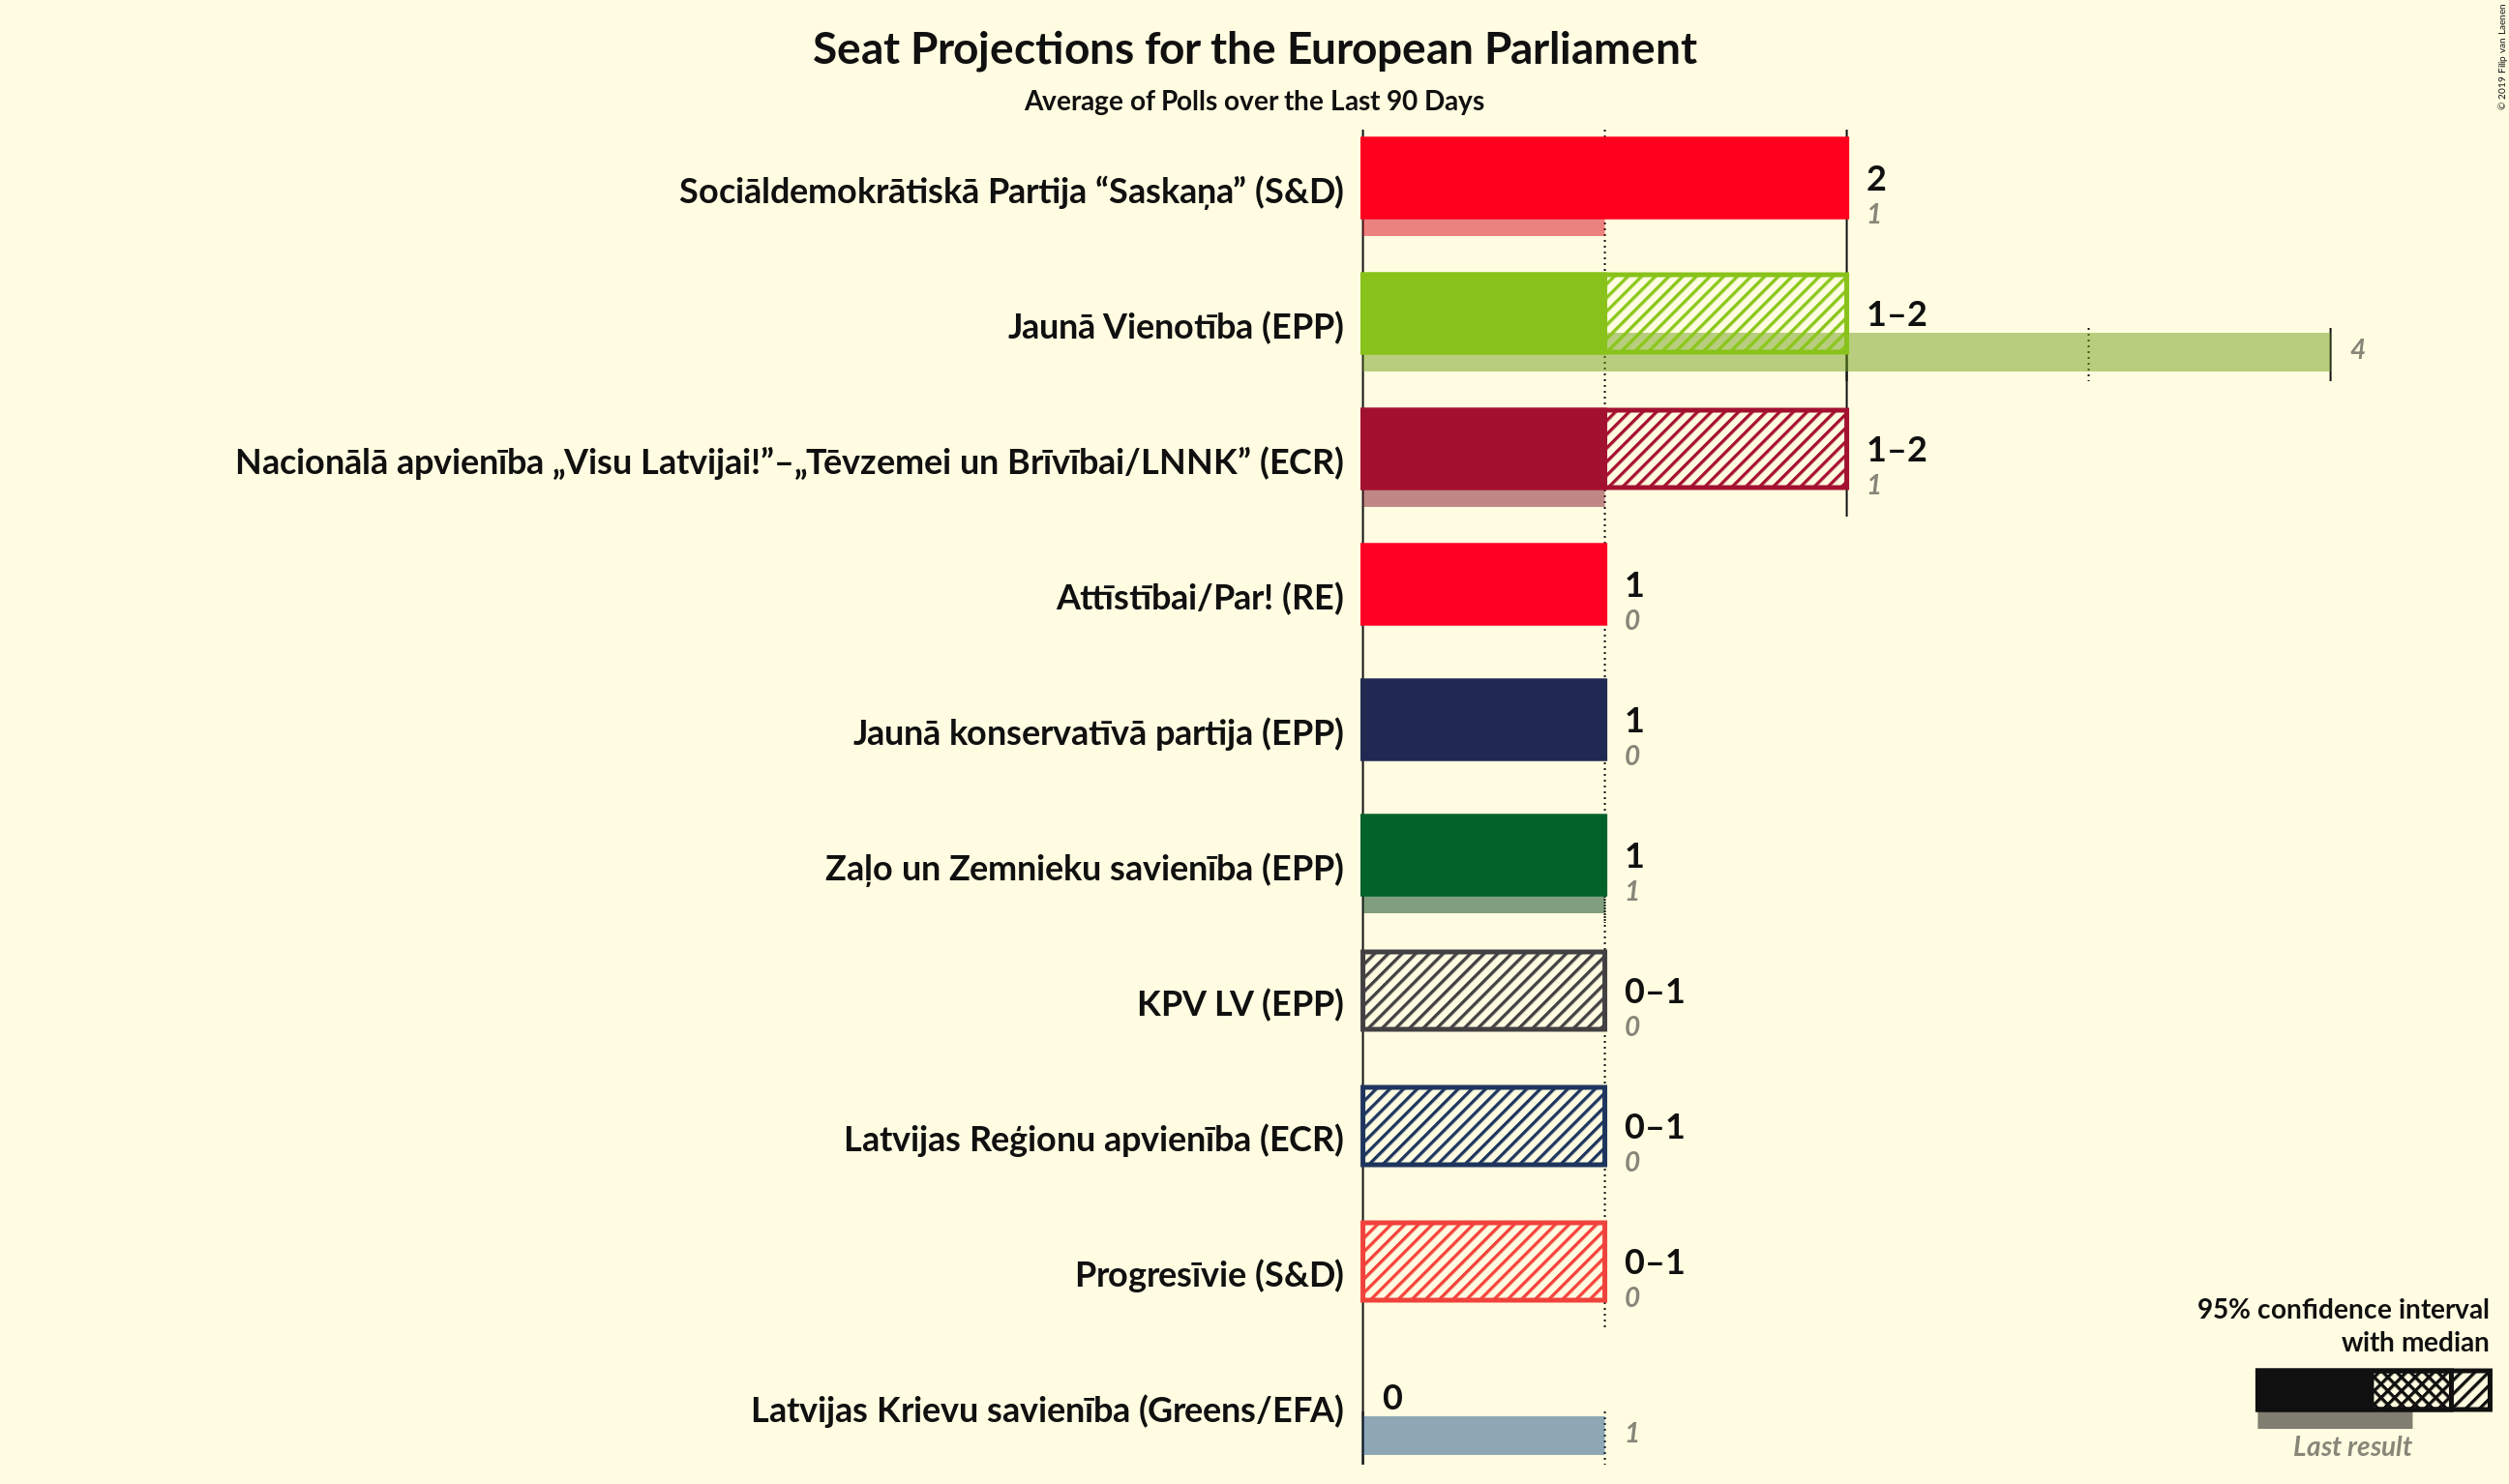 Seat Projections for the European Parliament
Average of Polls over the Last 90 Days
© 2019 Filip van Laenen
Sociāldemokrātiskā Partija “Saskaņa” (S&D)
2
1
Jaunā Vienotība (EPP)
1–2
4
Nacionālā apvienība „Visu Latvijai!”–„Tēvzemei un Brīvībai/LNNK” (ECR)
1–2
1
Attīstībai/Par! (RE)
1
0
Jaunā konservatīvā partija (EPP)
1
0
Zaļo un Zemnieku savienība (EPP)
1
1
KPV LV (EPP)
0–1
0
Latvijas Reģionu apvienība (ECR)
0–1
0
Progresīvie (S&D)
0–1
0
Latvijas Krievu savienība (Greens/EFA)
0
1
95% confidence interval
with median
Last result